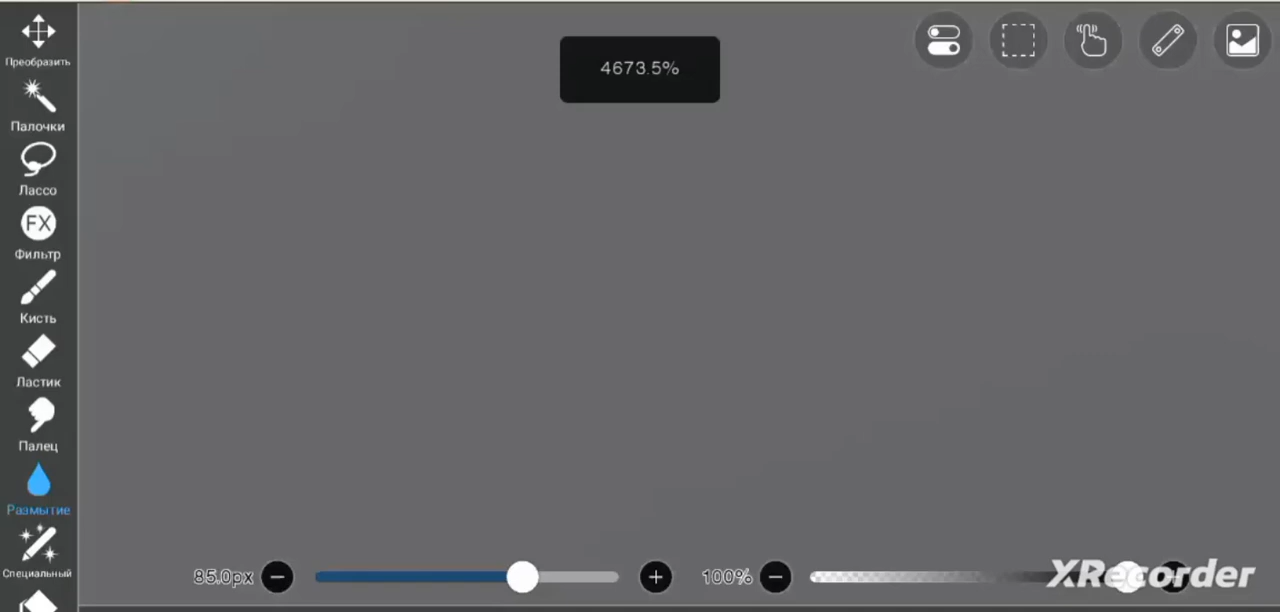 4673.5%
Преобразить
Палочки
Лассо
FX
Фильтр
Кисть
Ластик
Палец
Размытие
Специальный
85.0px
100%
XRecorder